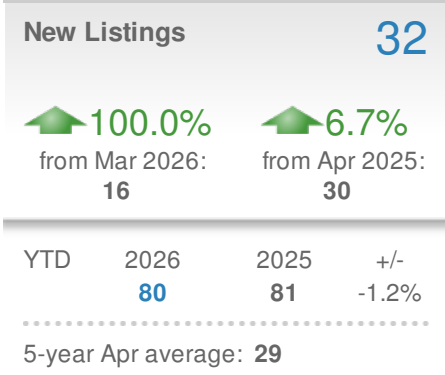 New Listings 32
100.0% 6.7%
from Mar 2026: from Apr 2025:
16 30
YTD 2026 2025 +/-
80 81 -1.2%
5-year Apr average: 29